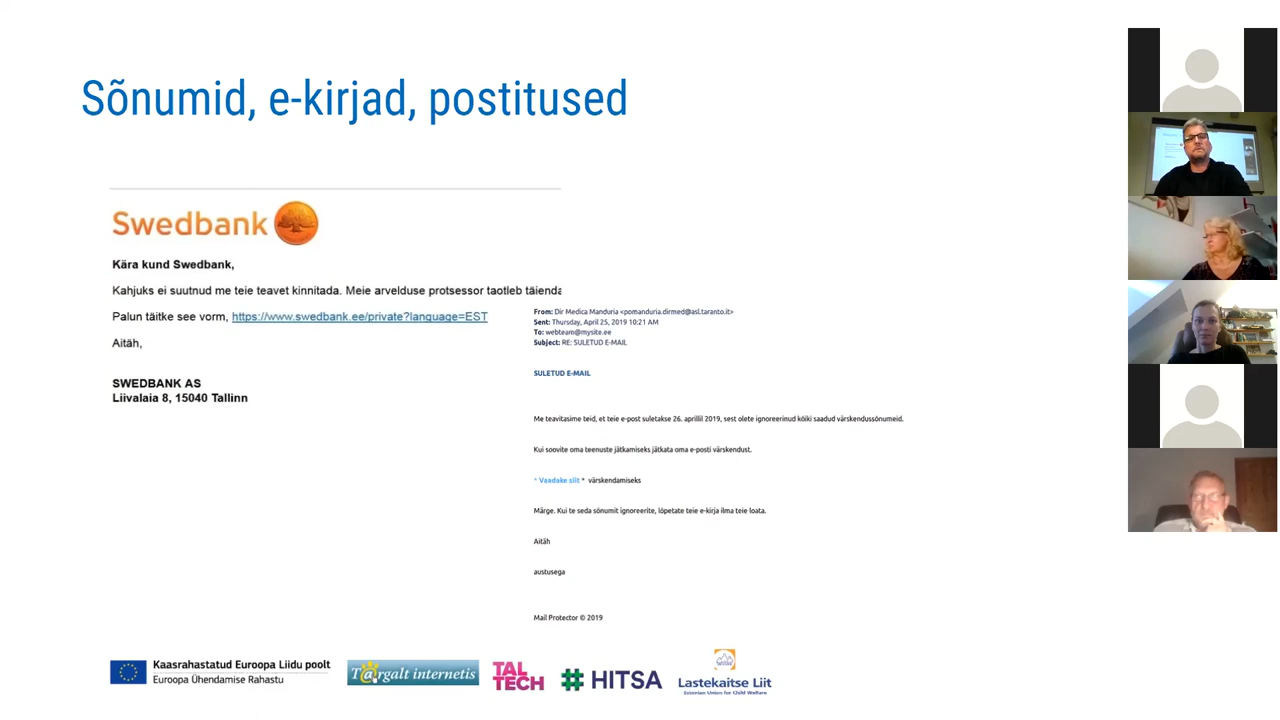 Sõnumid, e-kirjad, postitused
Swedbank
Kära kund Swedbank,
Kahjuks ei suutnud me teie teavet kinnitada. Meie arvelduse protsessor taotleb täienda
Palun täitke see vorm, https://www.swedbank.ee/private?language=EST
Aitäh,
SWEDBANK AS
Liivalaia 8, 15040 Tallinn
From: Dir Medica Manduria <pomanduria.dirmed@asl.taranto.it>
Sent: Thursday, April 25, 2019 10:21 AM
To: webteam@mysite.ee
Subject: RE: SULETUD E-MAIL
SULETUD E-MAIL
Me teavitasime teid, et teie e-post suletakse 26. aprillil 2019, sest olete ignoreerinud kõiki saadud värskendussõnumeid.
Kui soovite oma teenuste jätkamiseks jätkata oma e-posti värskendust.
* Vaadake siit * värskendamiseks
Märge. Kui te seda sõnumit ignoreerite, lõpetate teie e-kirja ilma teie loata.
Aitäh
austusega
Mail Protector © 2019
Kaasrahastatud Euroopa Liidu poolt
Euroopa Ühendamise Rahastu
T@rgalt internetis
TAL
TECH
HITSA
Lastekaitse Liit
Estonian Union for Child Welfare